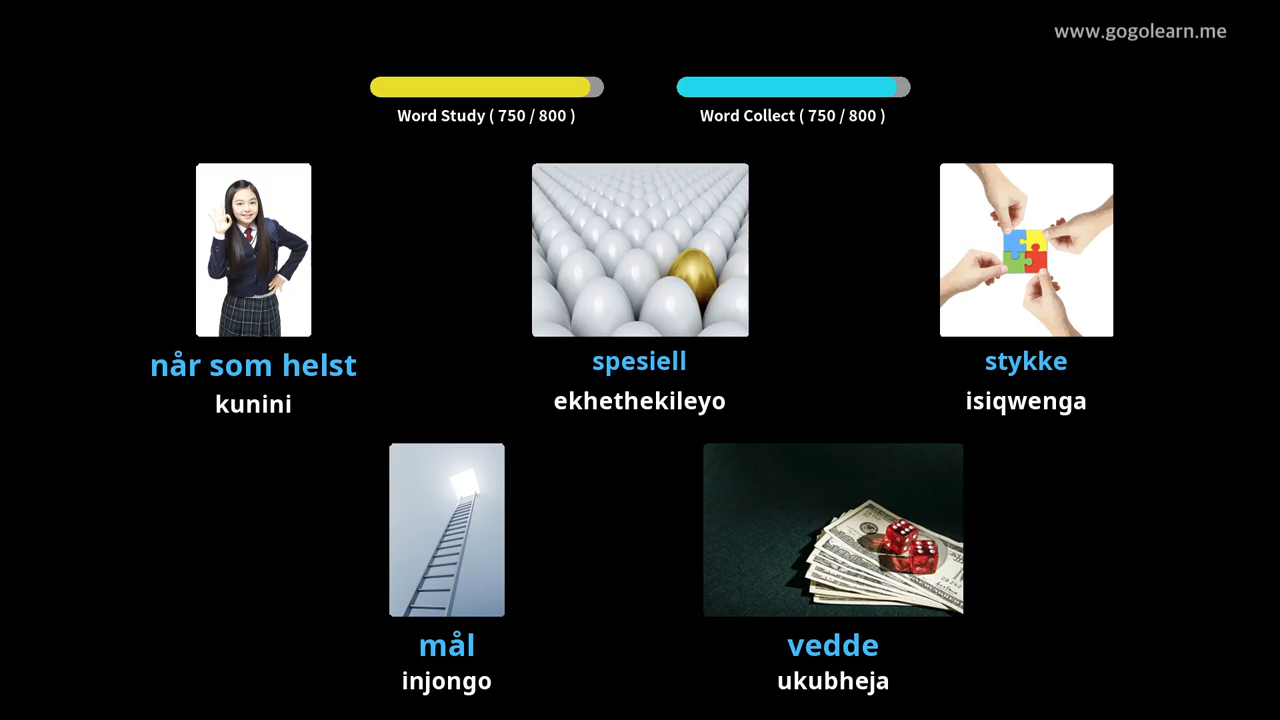 www.gogolearn.me
Word Study ( 750 / 800 )
Word Collect ( 750 / 800 )
når som helst
kunini
spesiell
ekhethekileyo
stykke
isiqwenga
mål
injongo
vedde
ukubheja